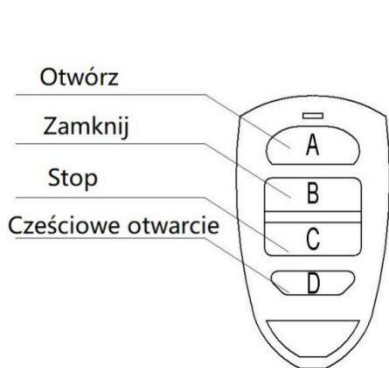 Otwórz
Zamknij
Stop
Cześciowe otwarcie
A
B
C
D